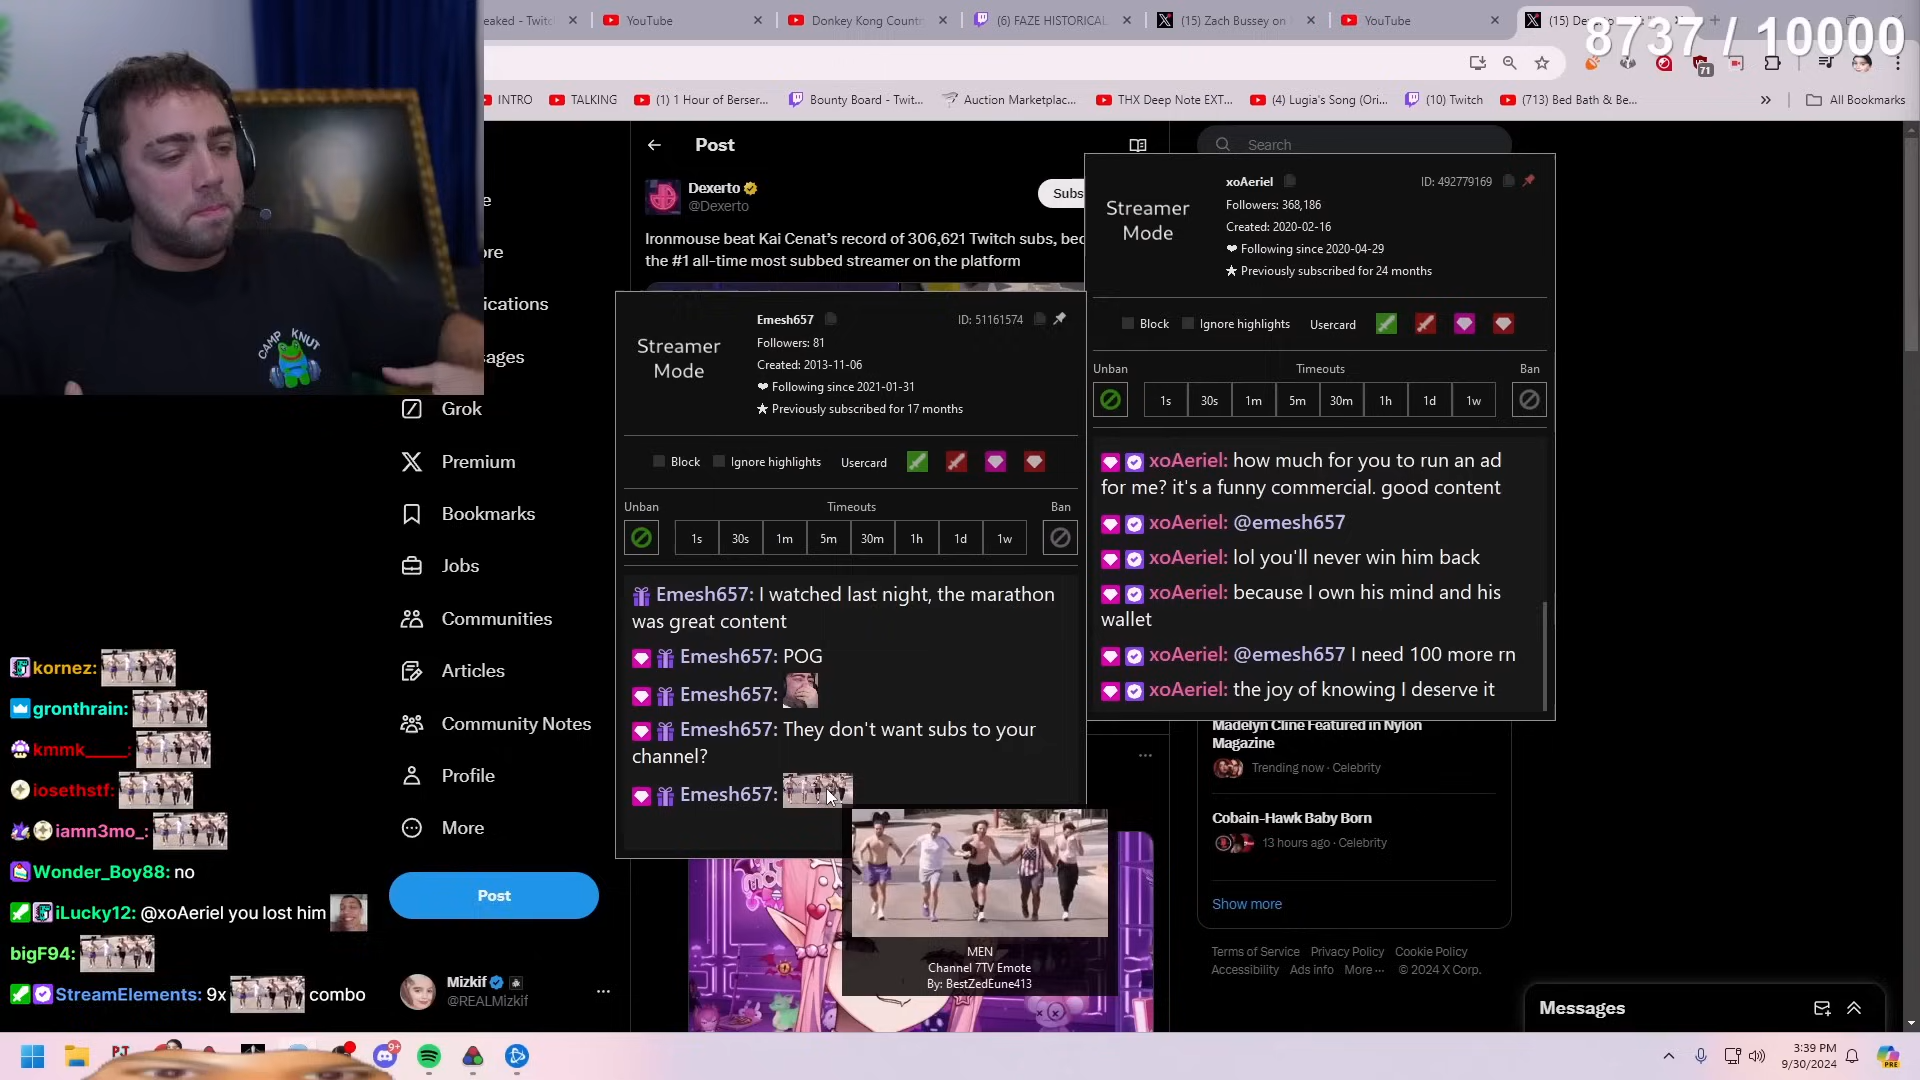 eaked - Twitc
YouTube
Donkey Kong Count
(6) FAZE HISTORICAL
(15) Zach Bussey on
YouTube
8737 / 10000
71
INTRO
TALKING
(1) 1 Hour of Berser...
Bounty Board - Twit...
Auction Marketplac...
THX Deep Note EXT...
(4) Lugia's Song (Ori...
(10) Twitch
(713) Bed Bath & Be...
All Bookmarks
CAMP KNUT
ications
ages
Grok
Premium
Bookmarks
Jobs
Communities
Articles
Community Notes
Profile
More
Post
Mizkif
@REALMizkif
Post
Search
Dexerto
@Dexerto
Subs
Ironmouse beat Kai Cenat's record of 306,621 Twitch subs, bec
the #1 all-time most subbed streamer on the platform
Streamer
Mode
Emesh657
ID: 51161574
Followers: 81
Created: 2013-11-06
Following since 2021-01-31
Previously subscribed for 17 months
Block
Ignore highlights
Usercard
Unban
Timeouts
Ban
1s 30s 1m 5m 30m 1h 1d 1w
Emesh657: I watched last night, the marathon
was great content
Emesh657: POG
Emesh657:
Emesh657: They don't want subs to your
channel?
Emesh657:
MEN
Channel 7TV Emote
By: BestZedEune413
Streamer
Mode
xoAeriel
ID: 492779169
Followers: 368,186
Created: 2020-02-16
Following since 2020-04-29
Previously subscribed for 24 months
Block
Ignore highlights
Usercard
Unban
Timeouts
Ban
1s 30s 1m 5m 30m 1h 1d 1w
xoAeriel: how much for you to run an ad
for me? it's a funny commercial. good content
xoAeriel: @emesh657
xoAeriel: lol you'll never win him back
xoAeriel: because I own his mind and his
wallet
xoAeriel: @emesh657 I need 100 more rn
xoAeriel: the joy of knowing I deserve it
Madelyn Cline Featured in Nylon
Magazine
Trending now · Celebrity
Cobain-Hawk Baby Born
13 hours ago · Celebrity
Show more
Terms of Service Privacy Policy Cookie Policy
Accessibility Ads info More ··· © 2024 X Corp.
Messages
kornez:
gronthrain:
kmmk_____:
iosethstf:
iamn3mo_:
Wonder_Boy88: no
iLucky12: @xoAeriel you lost him
bigF94:
StreamElements: 9x combo
9+
3:39 PM
9/30/2024
PRE